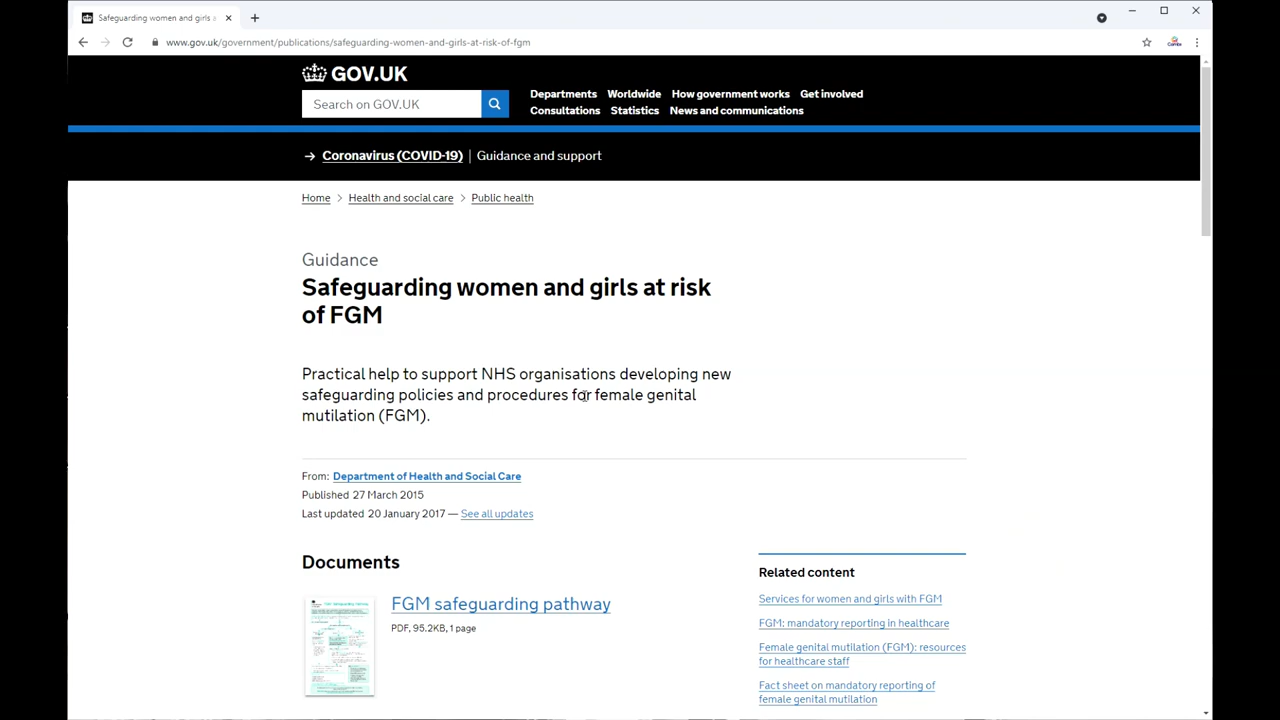 Safeguarding women and girls a
www.gov.uk/government/publications/safeguarding-women-and-girls-at-risk-of-fgm
GOV.UK
Search on GOV.UK
Departments Worldwide How government works Get involved
Consultations Statistics News and communications
→ Coronavirus (COVID-19) | Guidance and support
Home > Health and social care > Public health
Guidance
Safeguarding women and girls at risk
of FGM
Practical help to support NHS organisations developing new
safeguarding policies and procedures for female genital
mutilation (FGM).
From: Department of Health and Social Care
Published 27 March 2015
Last updated 20 January 2017 — See all updates
Documents
FGM safeguarding pathway
PDF, 95.2KB, 1 page
Related content
Services for women and girls with FGM
FGM: mandatory reporting in healthcare
Female genital mutilation (FGM): resources
for healthcare staff
Fact sheet on mandatory reporting of
female genital mutilation